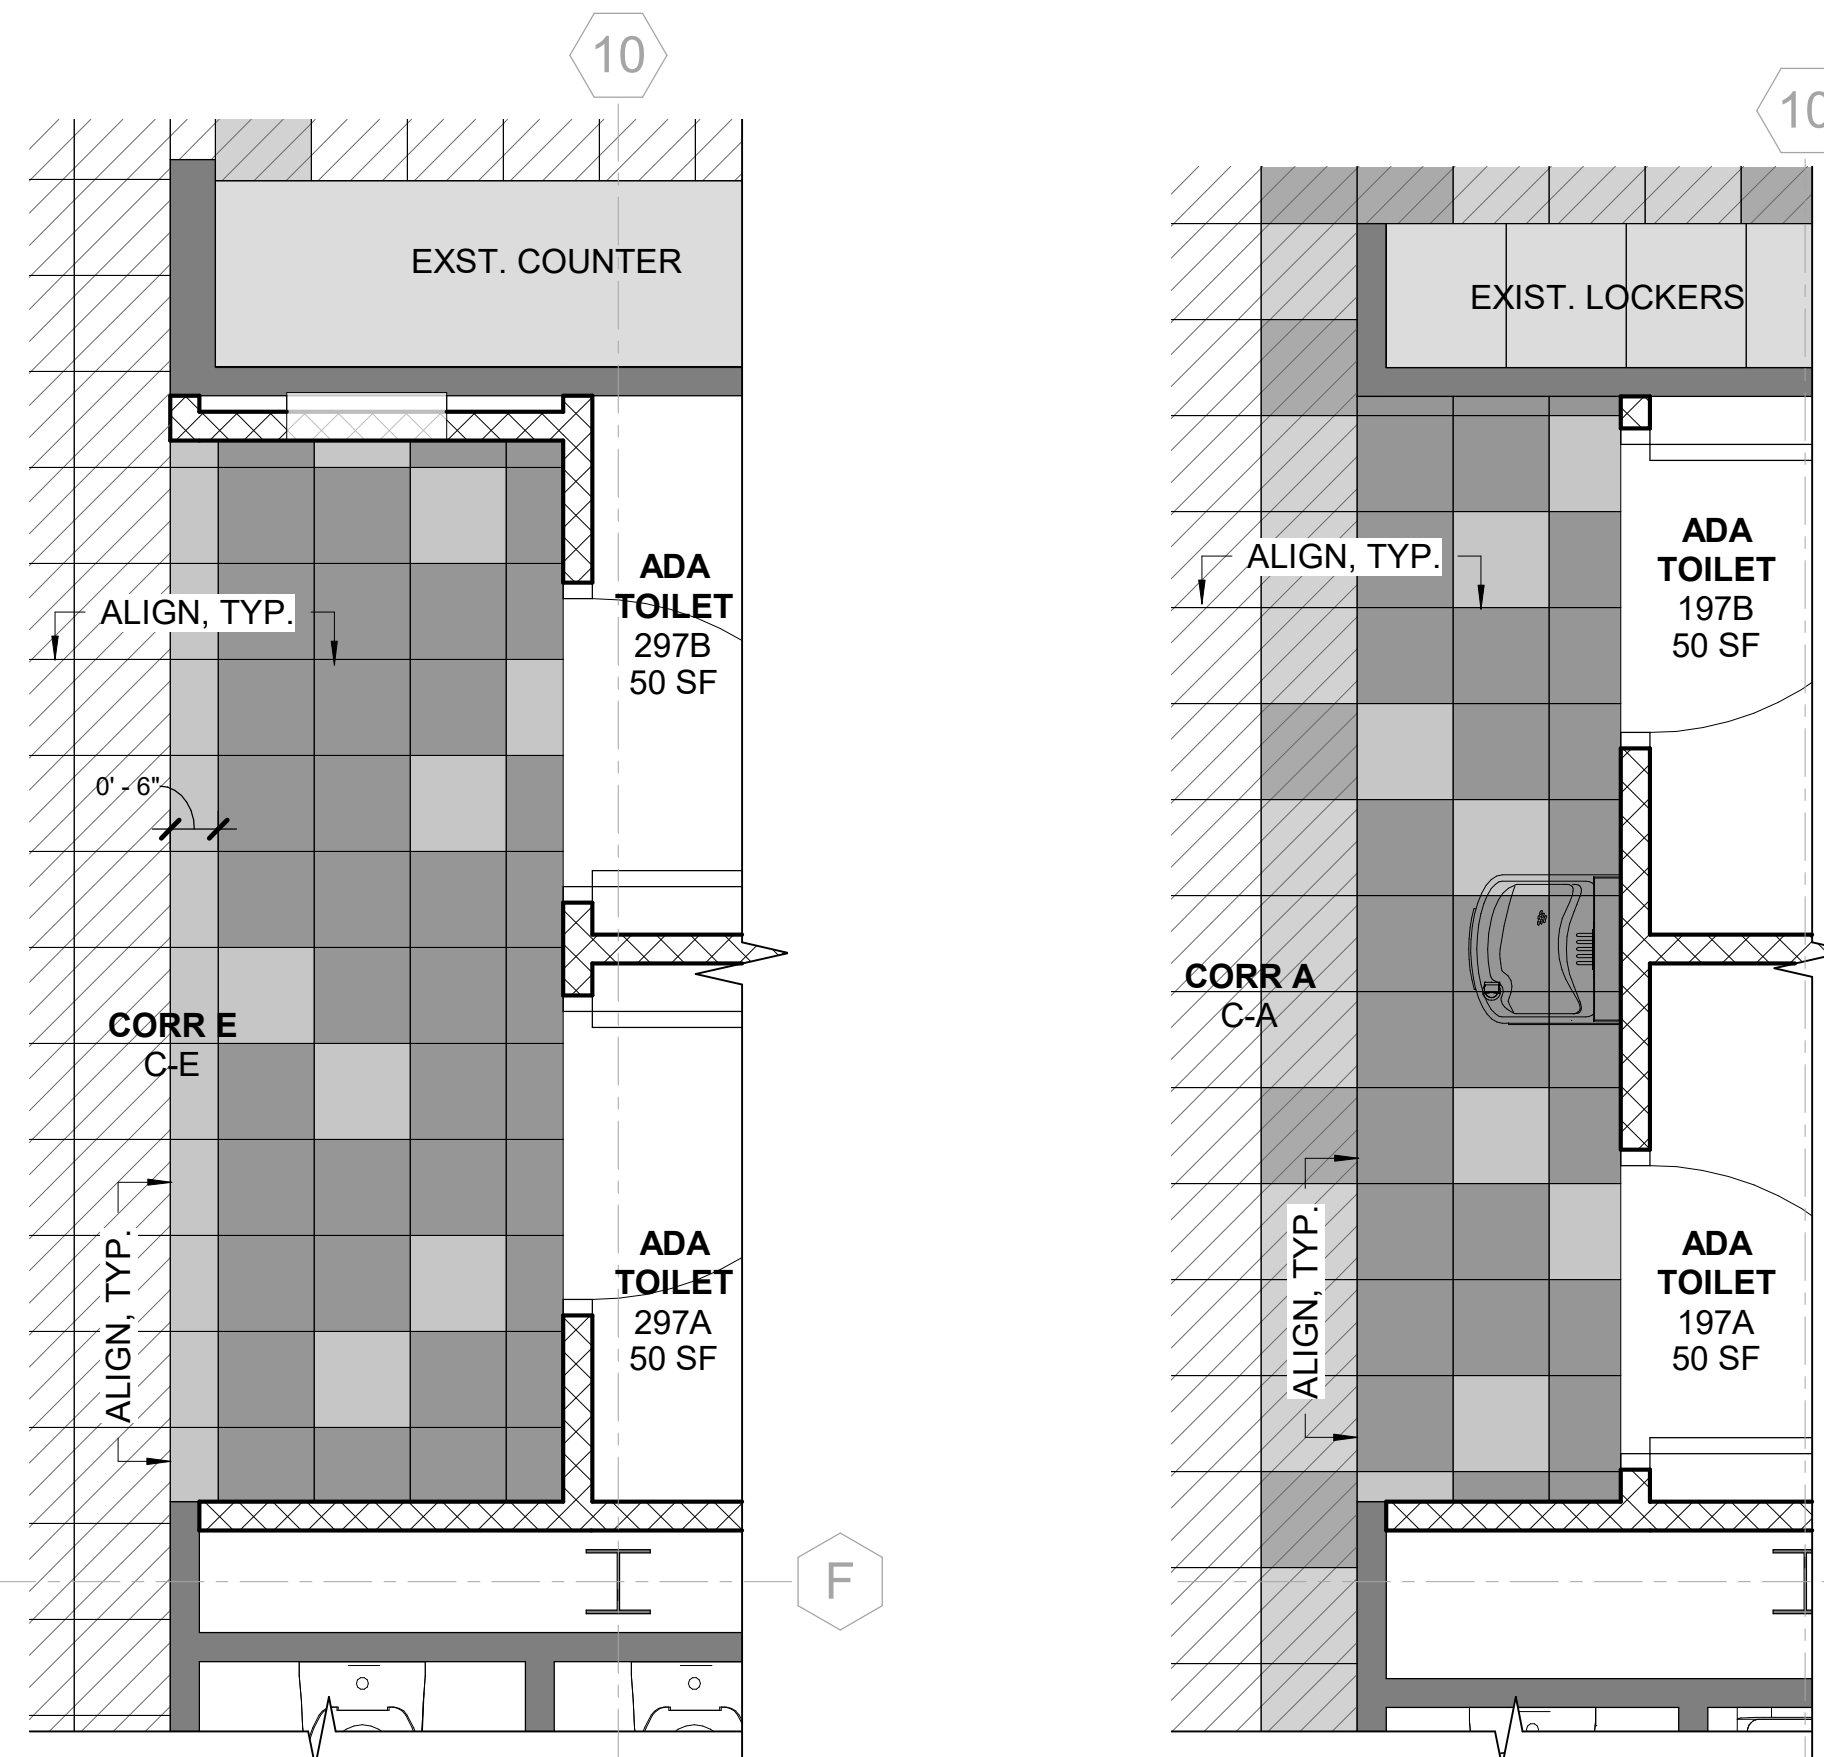 10
EXST. COUNTER
ADA
TOILET
297B
50 SF
ALIGN, TYP.
0' - 6"
CORR E
C-E
ALIGN, TYP.
ADA
TOILET
297A
50 SF
F
10
EXIST. LOCKERS
ADA
TOILET
197B
50 SF
ALIGN, TYP.
CORR A
C-A
ALIGN, TYP.
ADA
TOILET
197A
50 SF